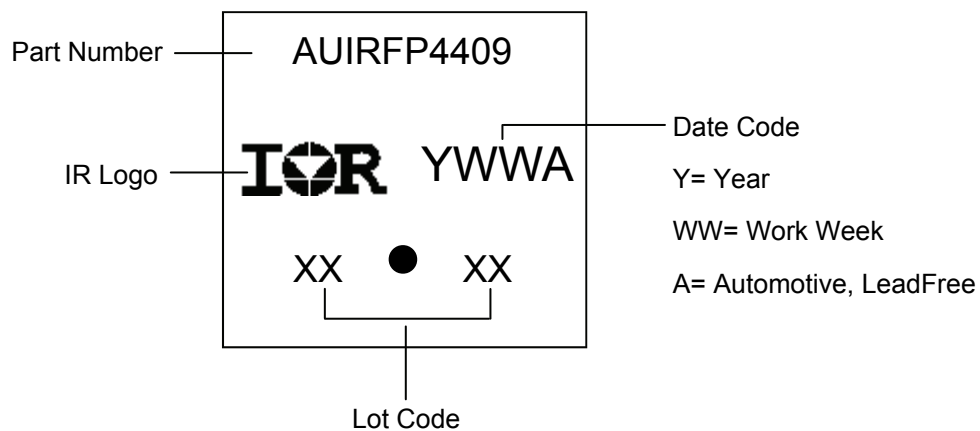 Part Number
AUIRFP4409
IR Logo
IOR
YWWA
Date Code
Y= Year
WW= Work Week
A= Automotive, LeadFree
XX
XX
Lot Code